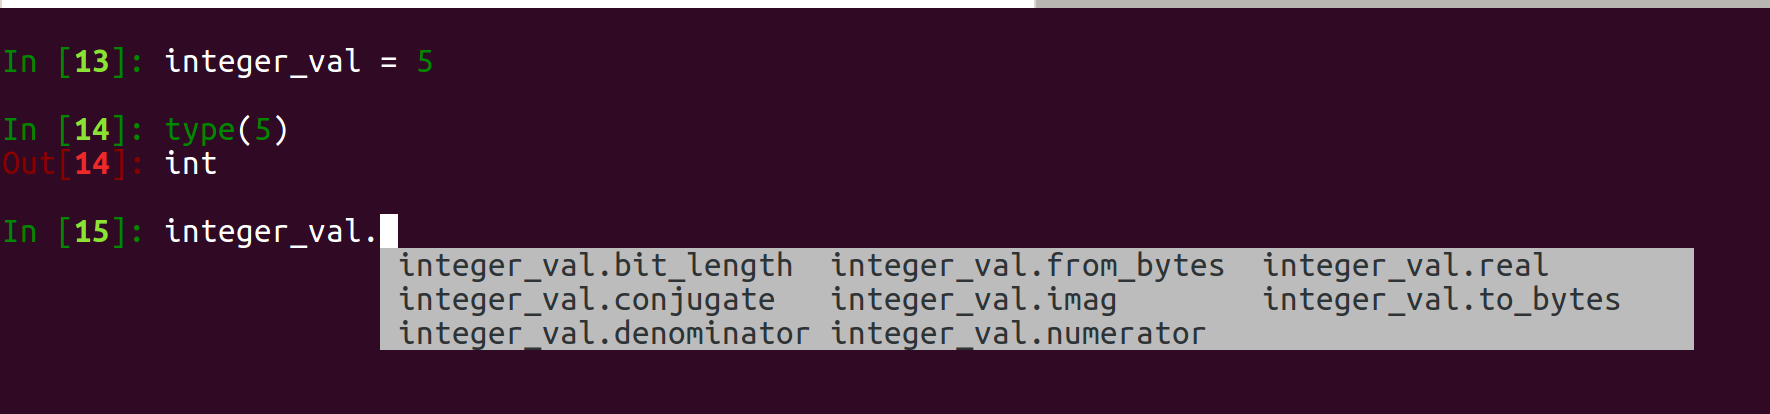 In [13]: integer_val = 5
In [14]: type(5)
Out[14]: int
In [15]: integer_val.
integer_val.bit_length integer_val.from_bytes integer_val.real
integer_val.conjugate integer_val.imag integer_val.to_bytes
integer_val.denominator integer_val.numerator